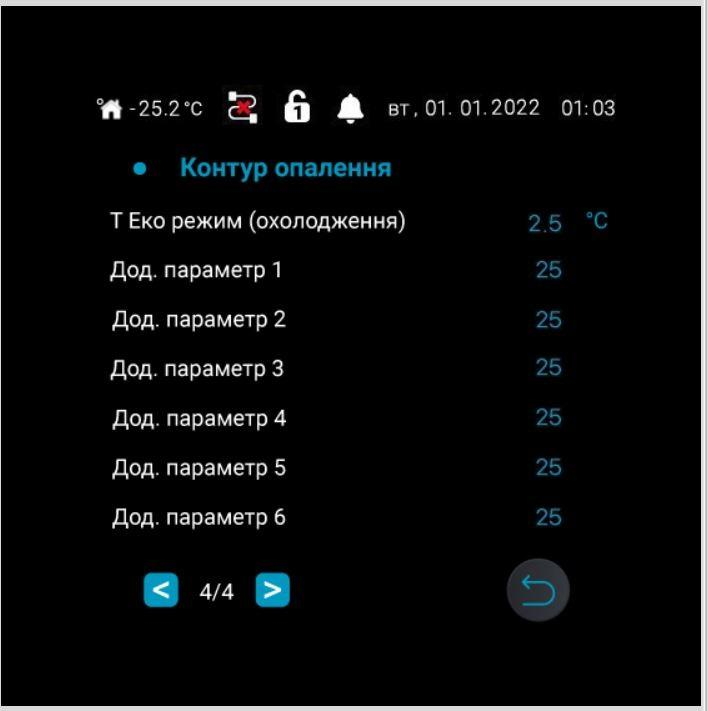 -25.2°C 1 вт, 01. 01.2022 01:03
Контур опалення
Т Еко режим (охолодження) 2.5 °C
Дод. параметр 1 25
Дод. параметр 2 25
Дод. параметр 3 25
Дод. параметр 4 25
Дод. параметр 5 25
Дод. параметр 6 25
< 4/4 >